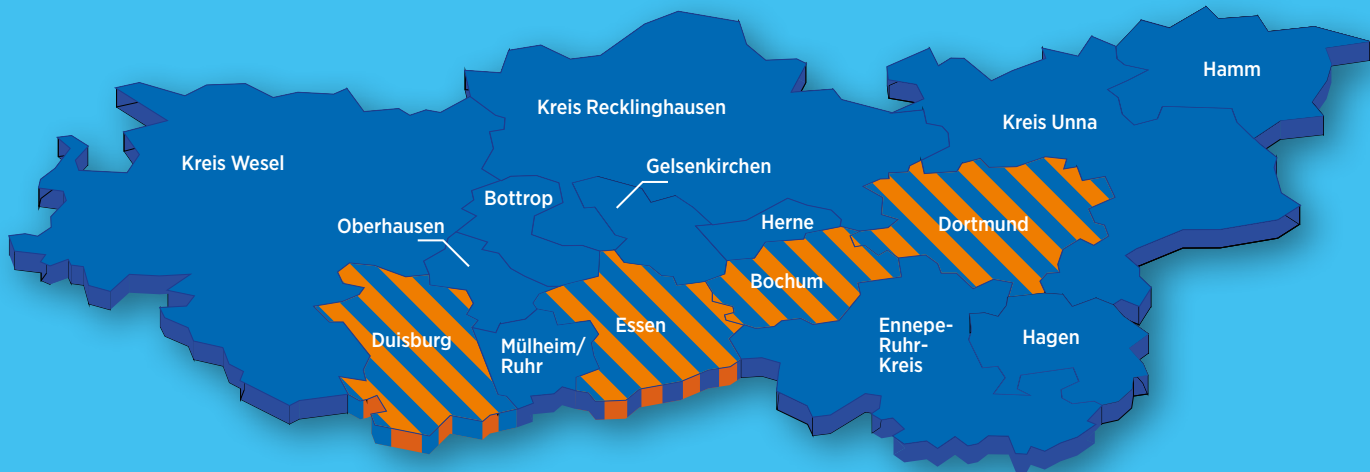 Hamm
Kreis Recklinghausen
Kreis Unna
Kreis Wesel
Gelsenkirchen
Bottrop
Oberhausen
Herne
Dortmund
Bochum
Essen
Duisburg
Mülheim/
Ruhr
Ennepe-
Ruhr-
Kreis
Hagen